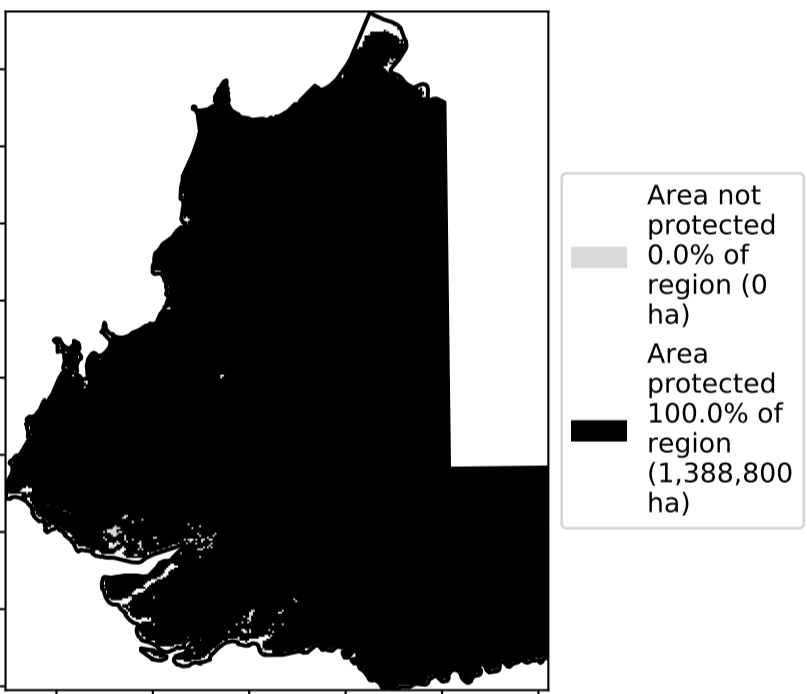 Area not
protected
0.0% of
region (0
ha)
Area
protected
100.0% of
region
(1,388,800
ha)